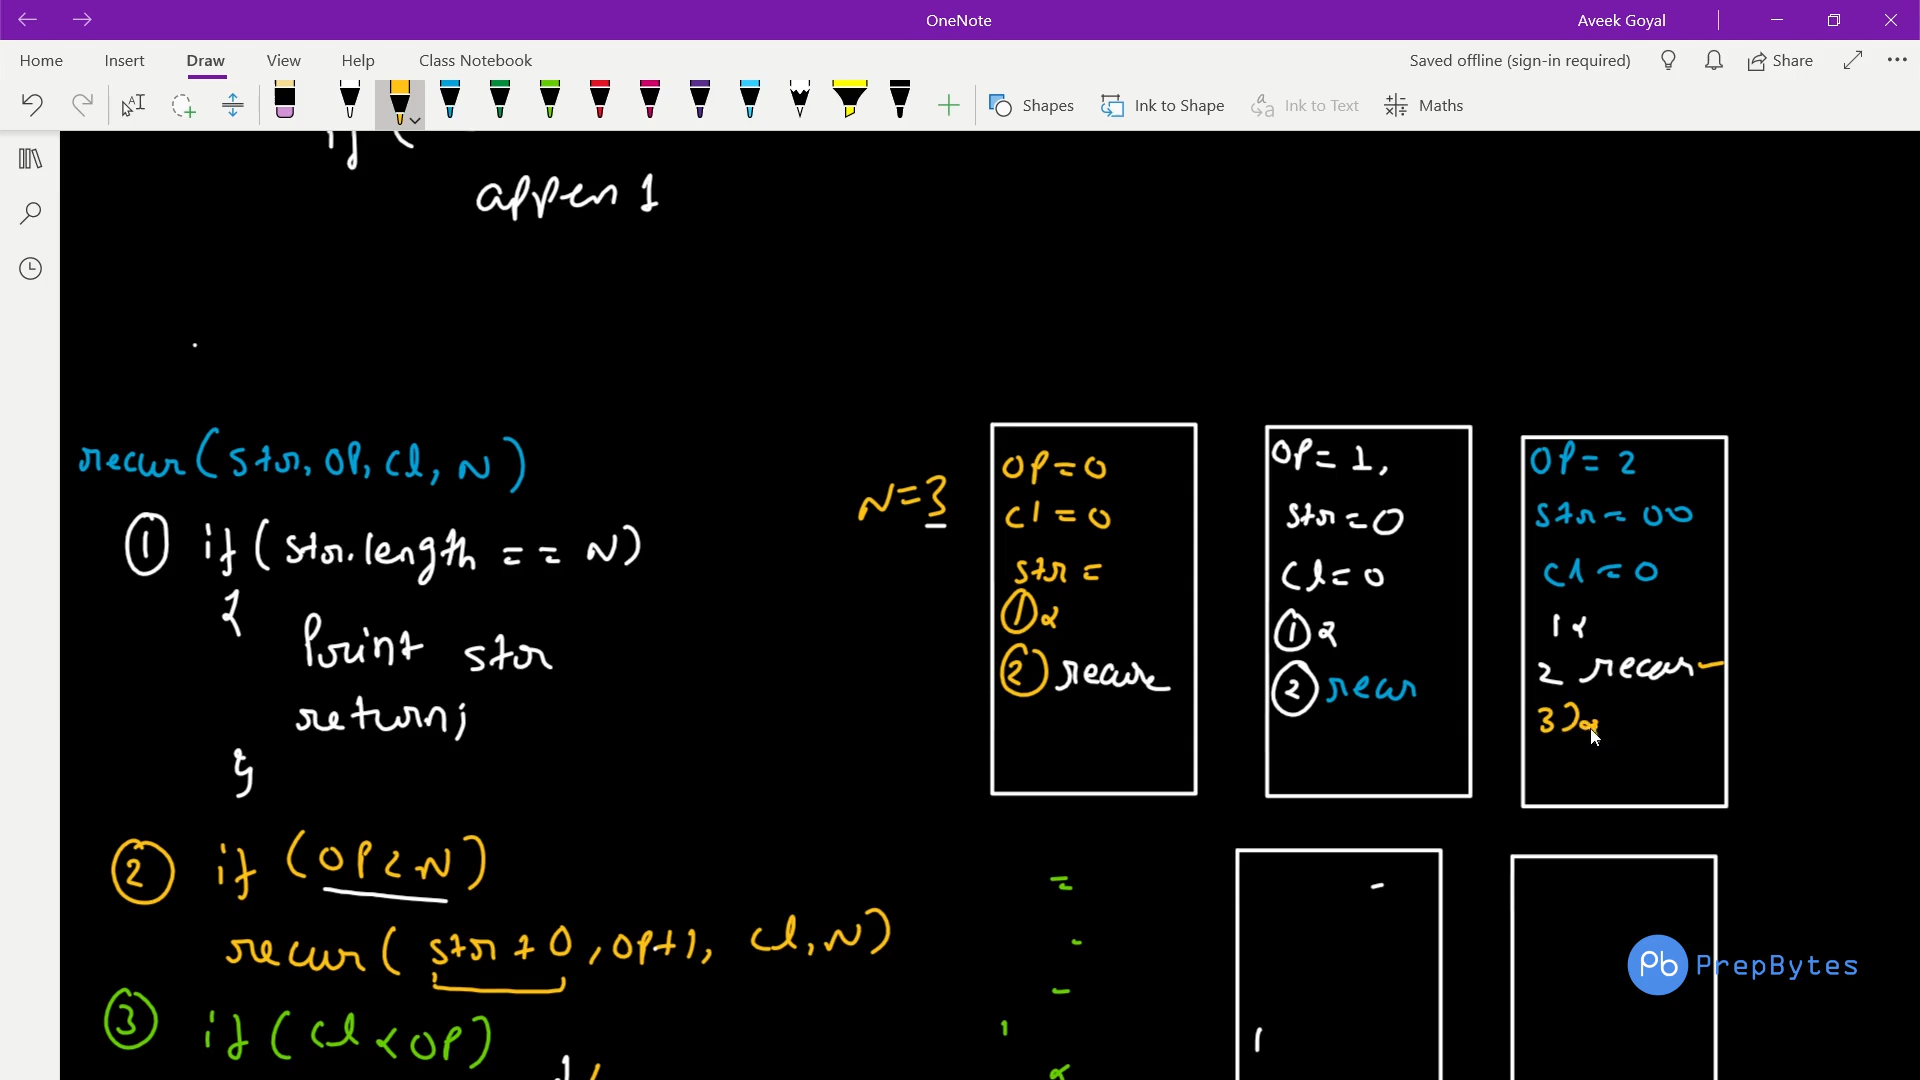 OneNote
Aveek Goyal
Home Insert Draw View Help Class Notebook
Saved offline (sign-in required) Share
Shapes Ink to Shape Ink to Text Maths
if (
appen 1
recur(str, OP, cl, N)
① if (str.length == N)
{
Print str
return;
}
② if (OP < N)
recur( str + 0, op+1, cl, N)
③ if ( cl < OP)
N=3
OP=0
cl=0
str=
①
② recur
OP=1,
str=0
cl=0
①
② recur
OP=2
str=00
cl=0
1
2 recur
3)
Pb PrepBytes